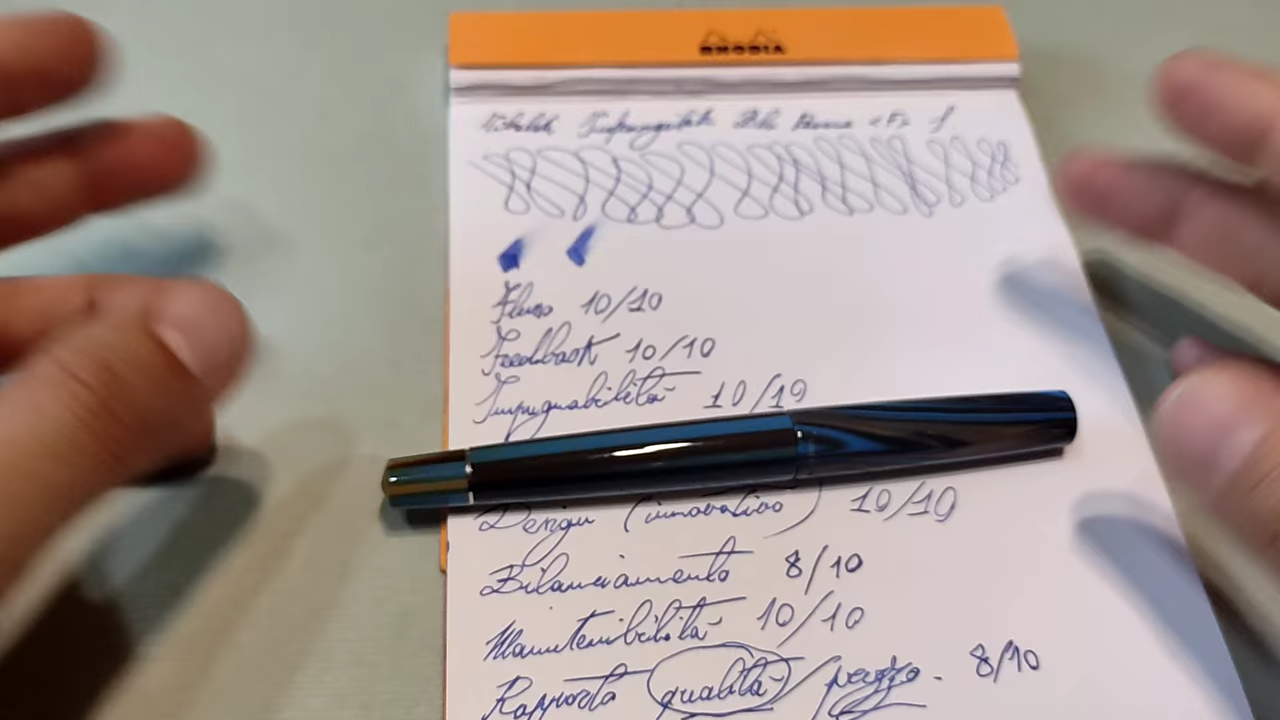 RHODIA
Flusso 10/10
Feedback 10/10
Impugnabilità 10/10
Design (innovativo) 10/10
Bilanciamento 8/10
Manutenibilità 10/10
Rapporto qualità/prezzo. 8/10